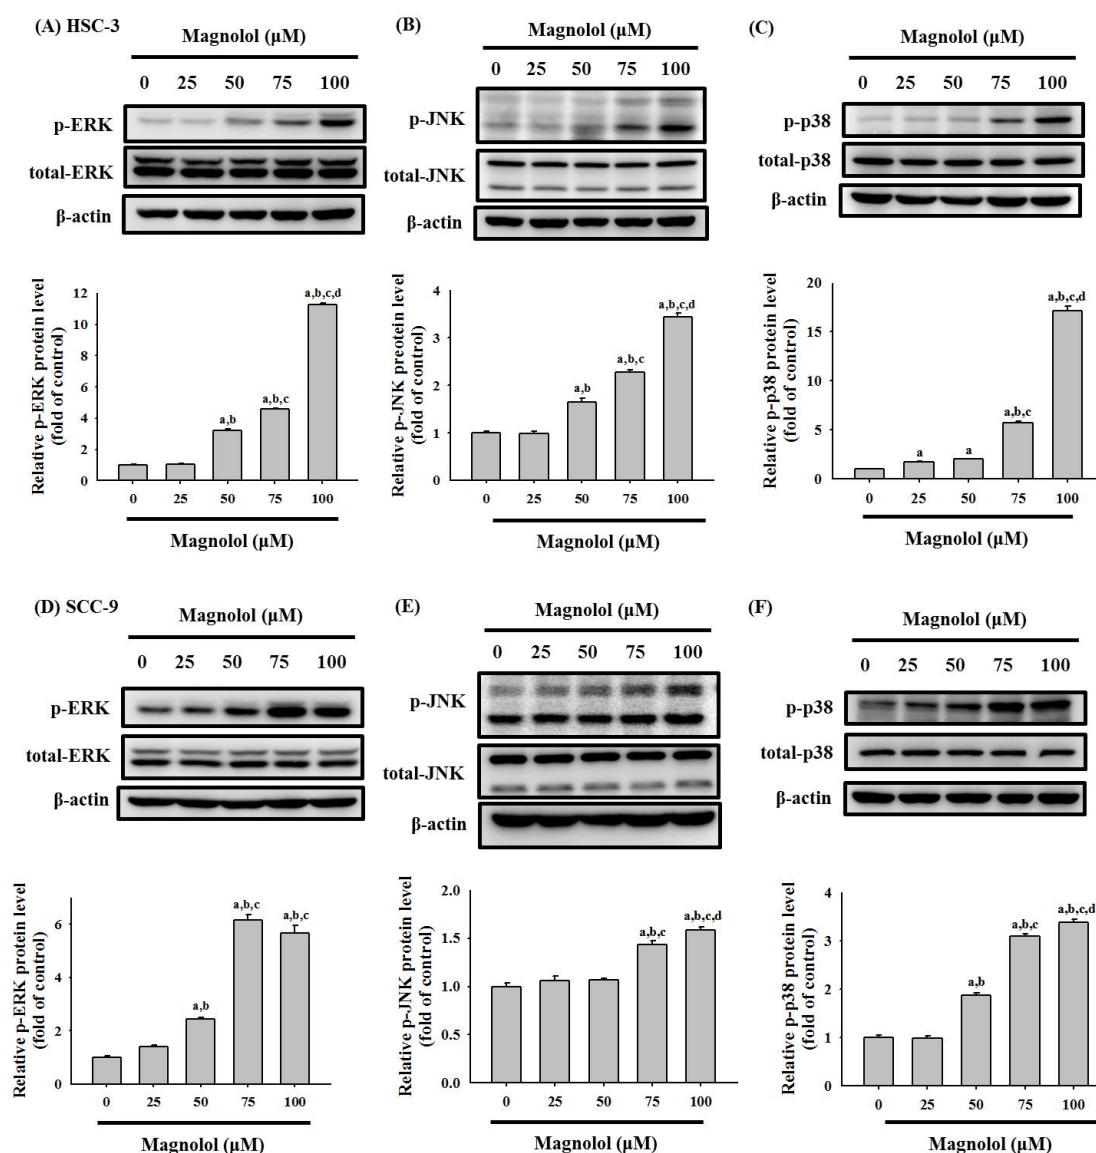 (A) HSC-3
Magnolol (μM)
0 25 50 75 100
p-ERK
total-ERK
β-actin
12
10
8
6
4
2
0
Relative p-ERK protein level
(fold of control)
a,b
a,b,c
a,b,c,d
0 25 50 75 100
Magnolol (μM)
(B)
Magnolol (μM)
0 25 50 75 100
p-JNK
total-JNK
β-actin
4
3
2
1
0
Relative p-JNK preotein level
(fold of control)
a,b
a,b,c
a,b,c,d
0 25 50 75 100
Magnolol (μM)
(C)
Magnolol (μM)
0 25 50 75 100
p-p38
total-p38
β-actin
20
15
10
5
0
Relative p-p38 protein level
(fold of control)
a
a
a,b,c
a,b,c,d
0 25 50 75 100
Magnolol (μM)
(D) SCC-9
Magnolol (μM)
0 25 50 75 100
p-ERK
total-ERK
β-actin
6
4
2
0
Relative p-ERK protein level
(fold of control)
a,b
a,b,c
a,b,c
0 25 50 75 100
Magnolol (μM)
(E)
Magnolol (μM)
0 25 50 75 100
p-JNK
total-JNK
β-actin
2.0
1.5
1.0
0.5
0.0
Relative p-JNK protein level
(fold of control)
a,b,c
a,b,c,d
0 25 50 75 100
Magnolol (μM)
(F)
Magnolol (μM)
0 25 50 75 100
p-p38
total-p38
β-actin
4
3
2
1
0
Relative p-p38 protein level
(fold of control)
a,b
a,b,c
a,b,c,d
0 25 50 75 100
Magnolol (μM)